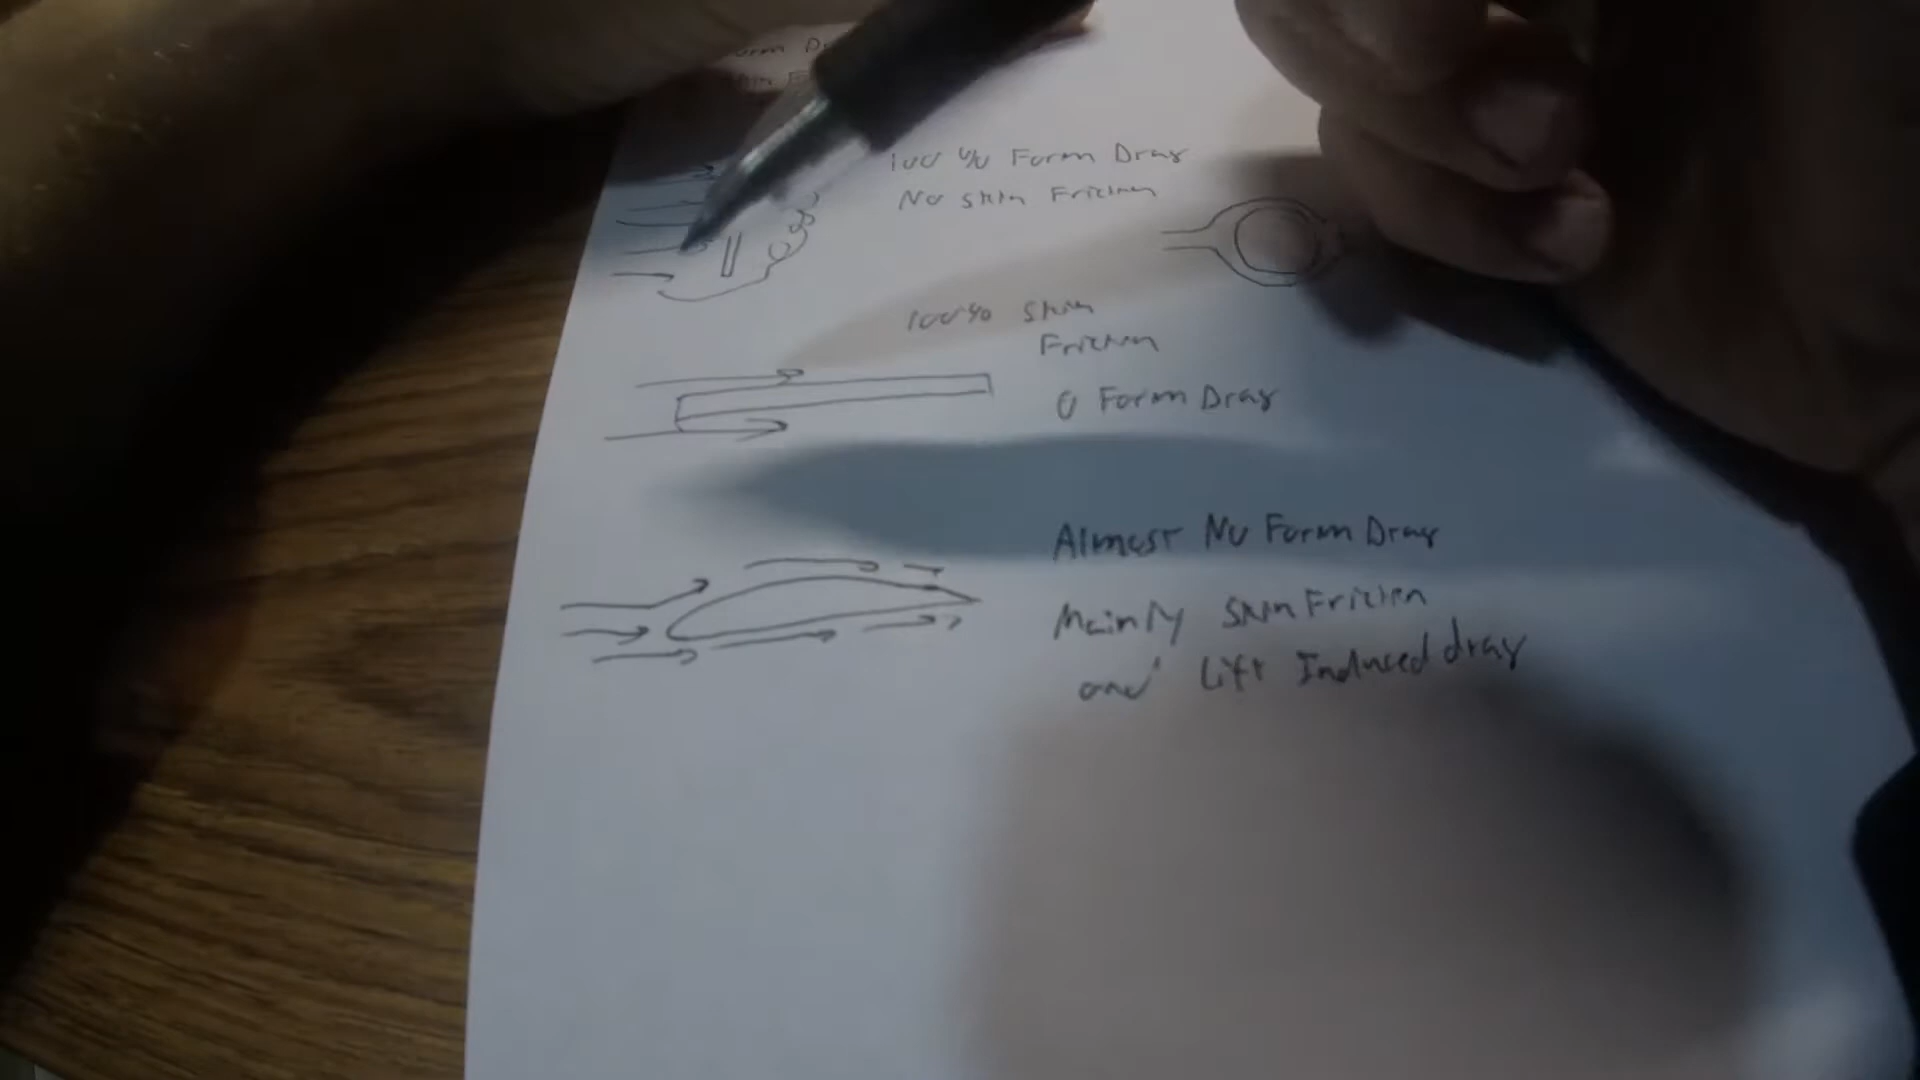 Form
100 % Form Drag
No Skin Friction
100% Skin
Friction
0 Form Drag
Almost No Form Drag
Mainly Skin Friction
and Lift Induced drag